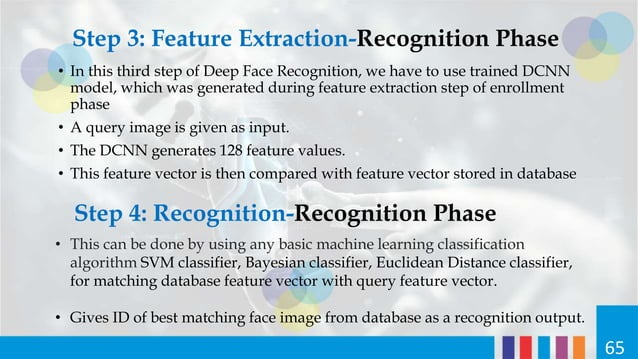 Step 3: Feature Extraction-Recognition Phase
• In this third step of Deep Face Recognition, we have to use trained DCNN
model, which was generated during feature extraction step of enrollment
phase
• A query image is given as input.
• The DCNN generates 128 feature values.
• This feature vector is then compared with feature vector stored in database
Step 4: Recognition-Recognition Phase
• This can be done by using any basic machine learning classification
algorithm SVM classifier, Bayesian classifier, Euclidean Distance classifier,
for matching database feature vector with query feature vector.
• Gives ID of best matching face image from database as a recognition output.
65